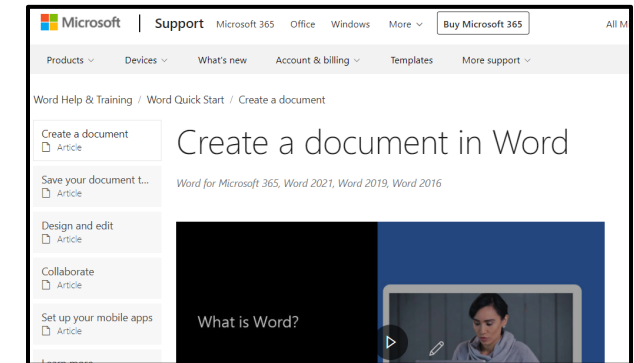 Microsoft Support Microsoft 365 Office Windows More Buy Microsoft 365 All M
Products Devices What's new Account & billing Templates More support
Word Help & Training / Word Quick Start / Create a document
Create a document
Article
Create a document in Word
Save your document t...
Article
Word for Microsoft 365, Word 2021, Word 2019, Word 2016
Design and edit
Article
Collaborate
Article
Set up your mobile apps
Article
What is Word?